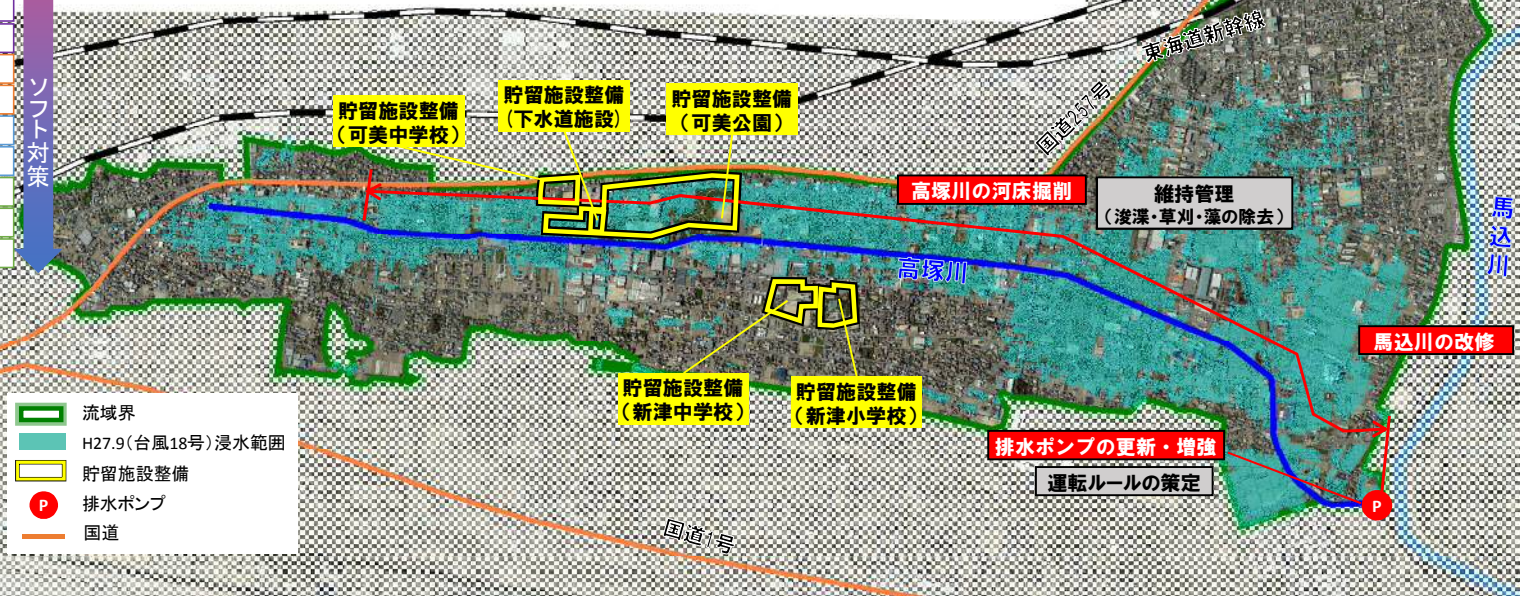 ソフト対策
東海道新幹線
国道257号
貯留施設整備
（可美中学校）
貯留施設整備
(下水道施設)
貯留施設整備
（可美公園）
高塚川の河床掘削
維持管理
（浚渫・草刈・藻の除去）
馬込川
高塚川
馬込川の改修
貯留施設整備
（新津中学校）
貯留施設整備
（新津小学校）
排水ポンプの更新・増強
運転ルールの策定
P
流域界
H27.9(台風18号)浸水範囲
貯留施設整備
P
排水ポンプ
国道
国道1号